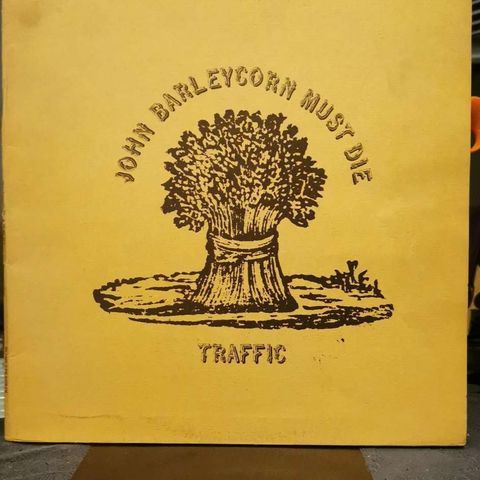 JOHN BARLEYCORN MUST DIE
TRAFFIC